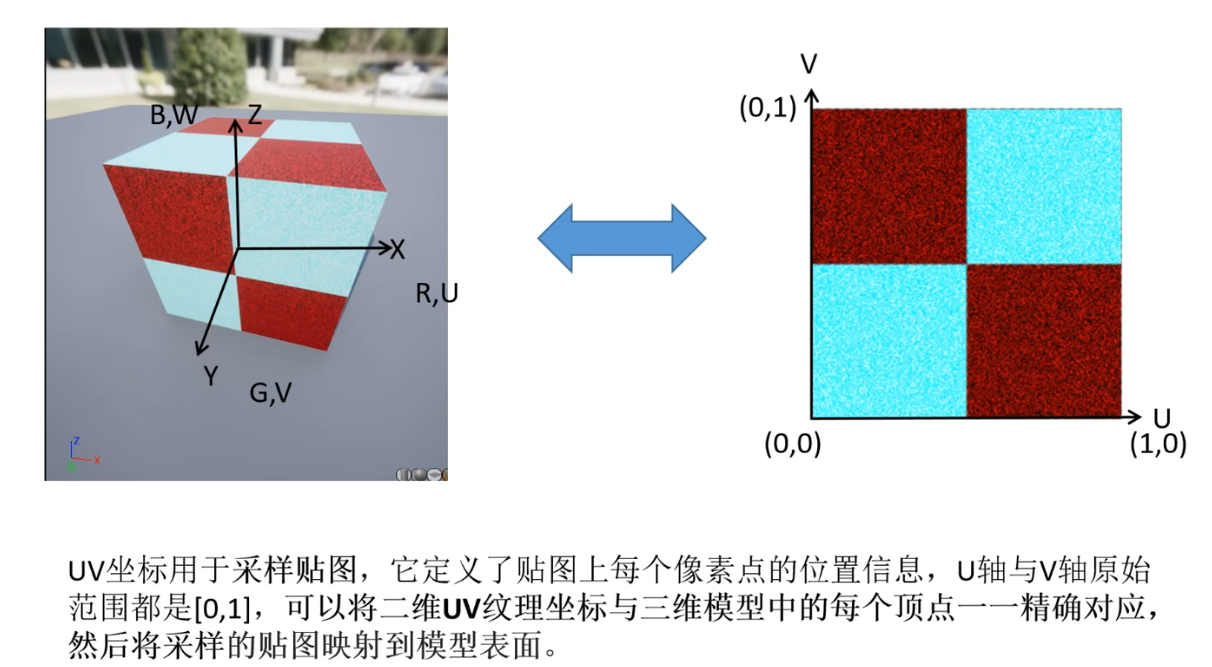 V
(0,1)
B,W
Z
X
R,U
Y
G,V
U
(0,0)
(1,0)
Z
X
UV坐标用于采样贴图，它定义了贴图上每个像素点的位置信息，U轴与V轴原始
范围都是[0,1]，可以将二维UV纹理坐标与三维模型中的每个顶点一一精确对应，
然后将采样的贴图映射到模型表面。